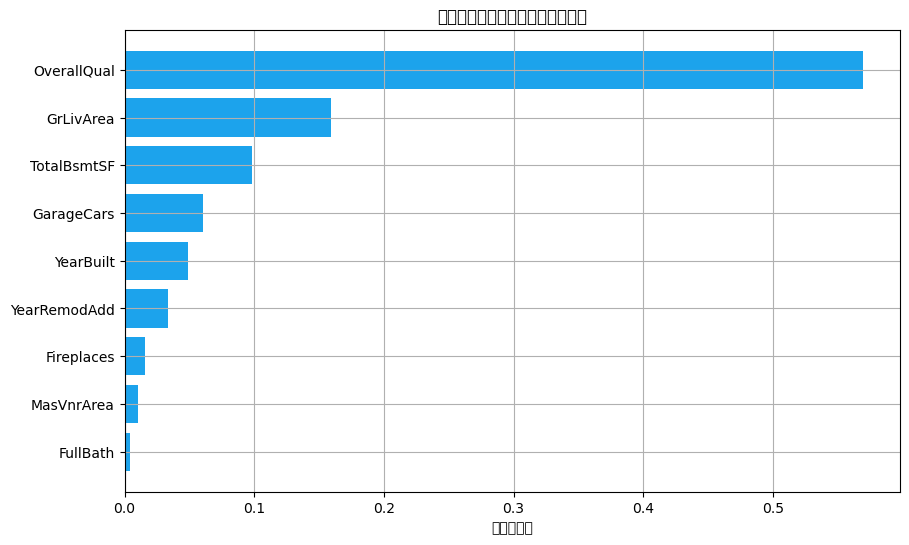 OverallQual
GrLivArea
TotalBsmtSF
GarageCars
YearBuilt
YearRemodAdd
Fireplaces
MasVnrArea
FullBath
0.0 0.1 0.2 0.3 0.4 0.5